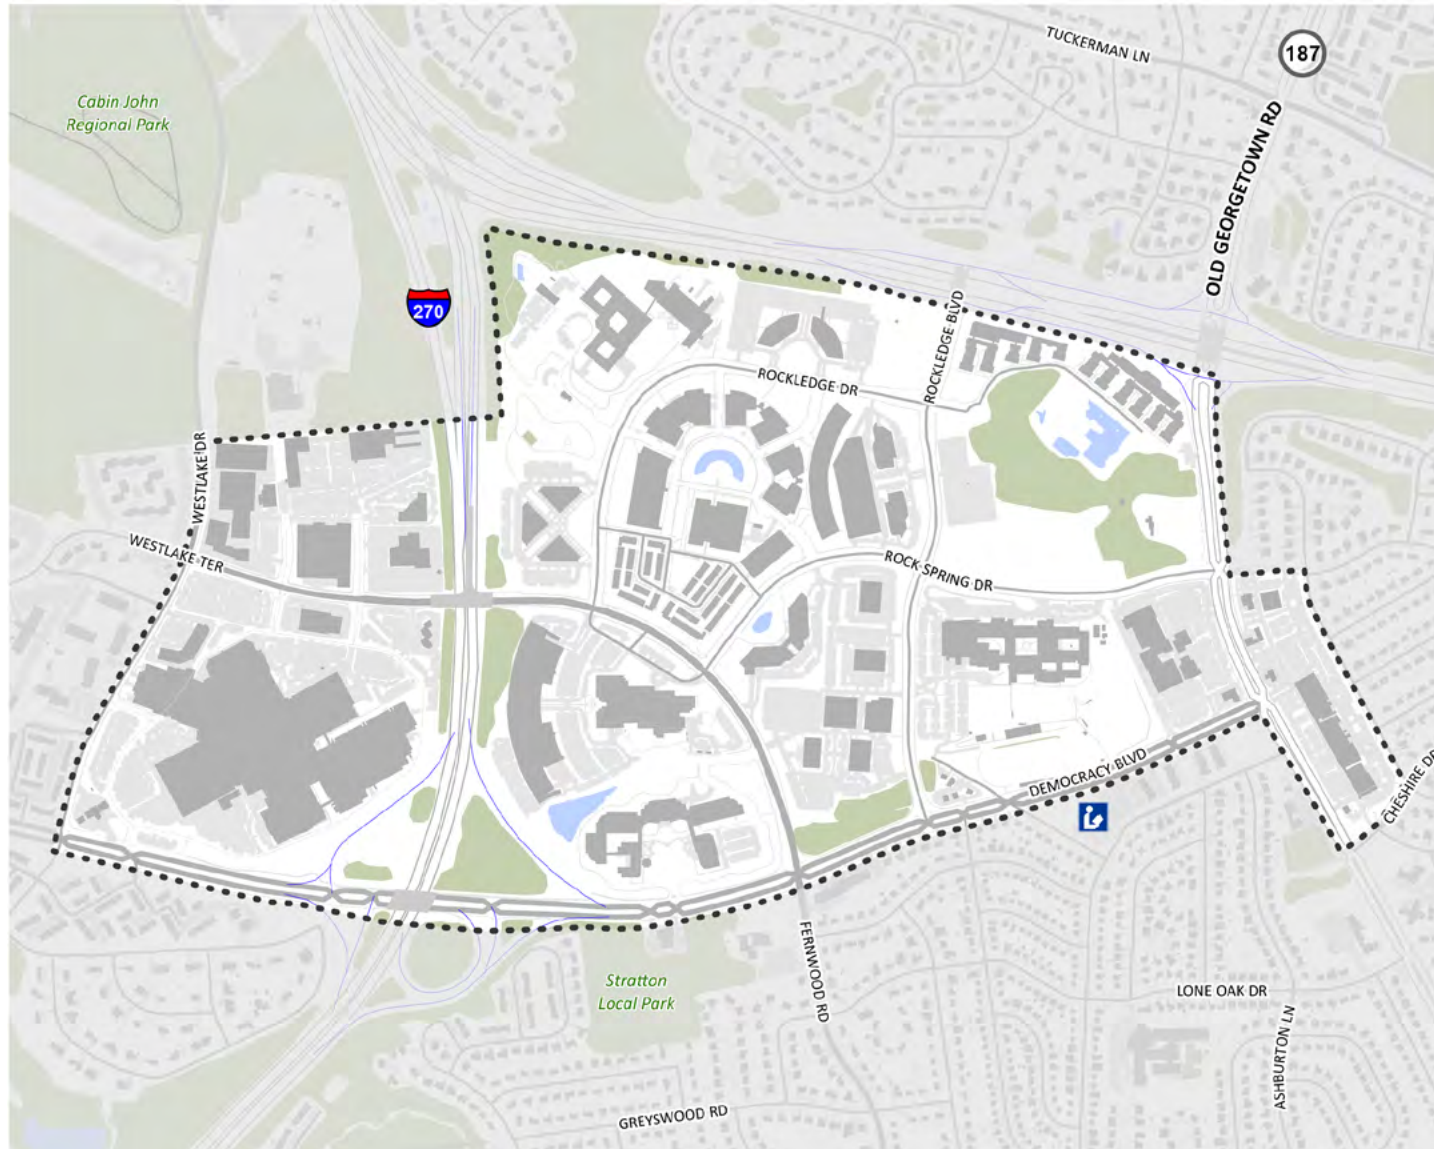 TUCKERMAN LN
187
Cabin John
Regional Park
OLD GEORGETOWN RD
270
ROCKLEDGE BLVD
ROCKLEDGE DR
WESTLAKE DR
WESTLAKE TER
ROCK SPRING DR
DEMOCRACY BLVD
CHESHIRE DR
FERNWOOD RD
Stratton
Local Park
LONE OAK DR
ASHBURTON LN
GREYSWOOD RD